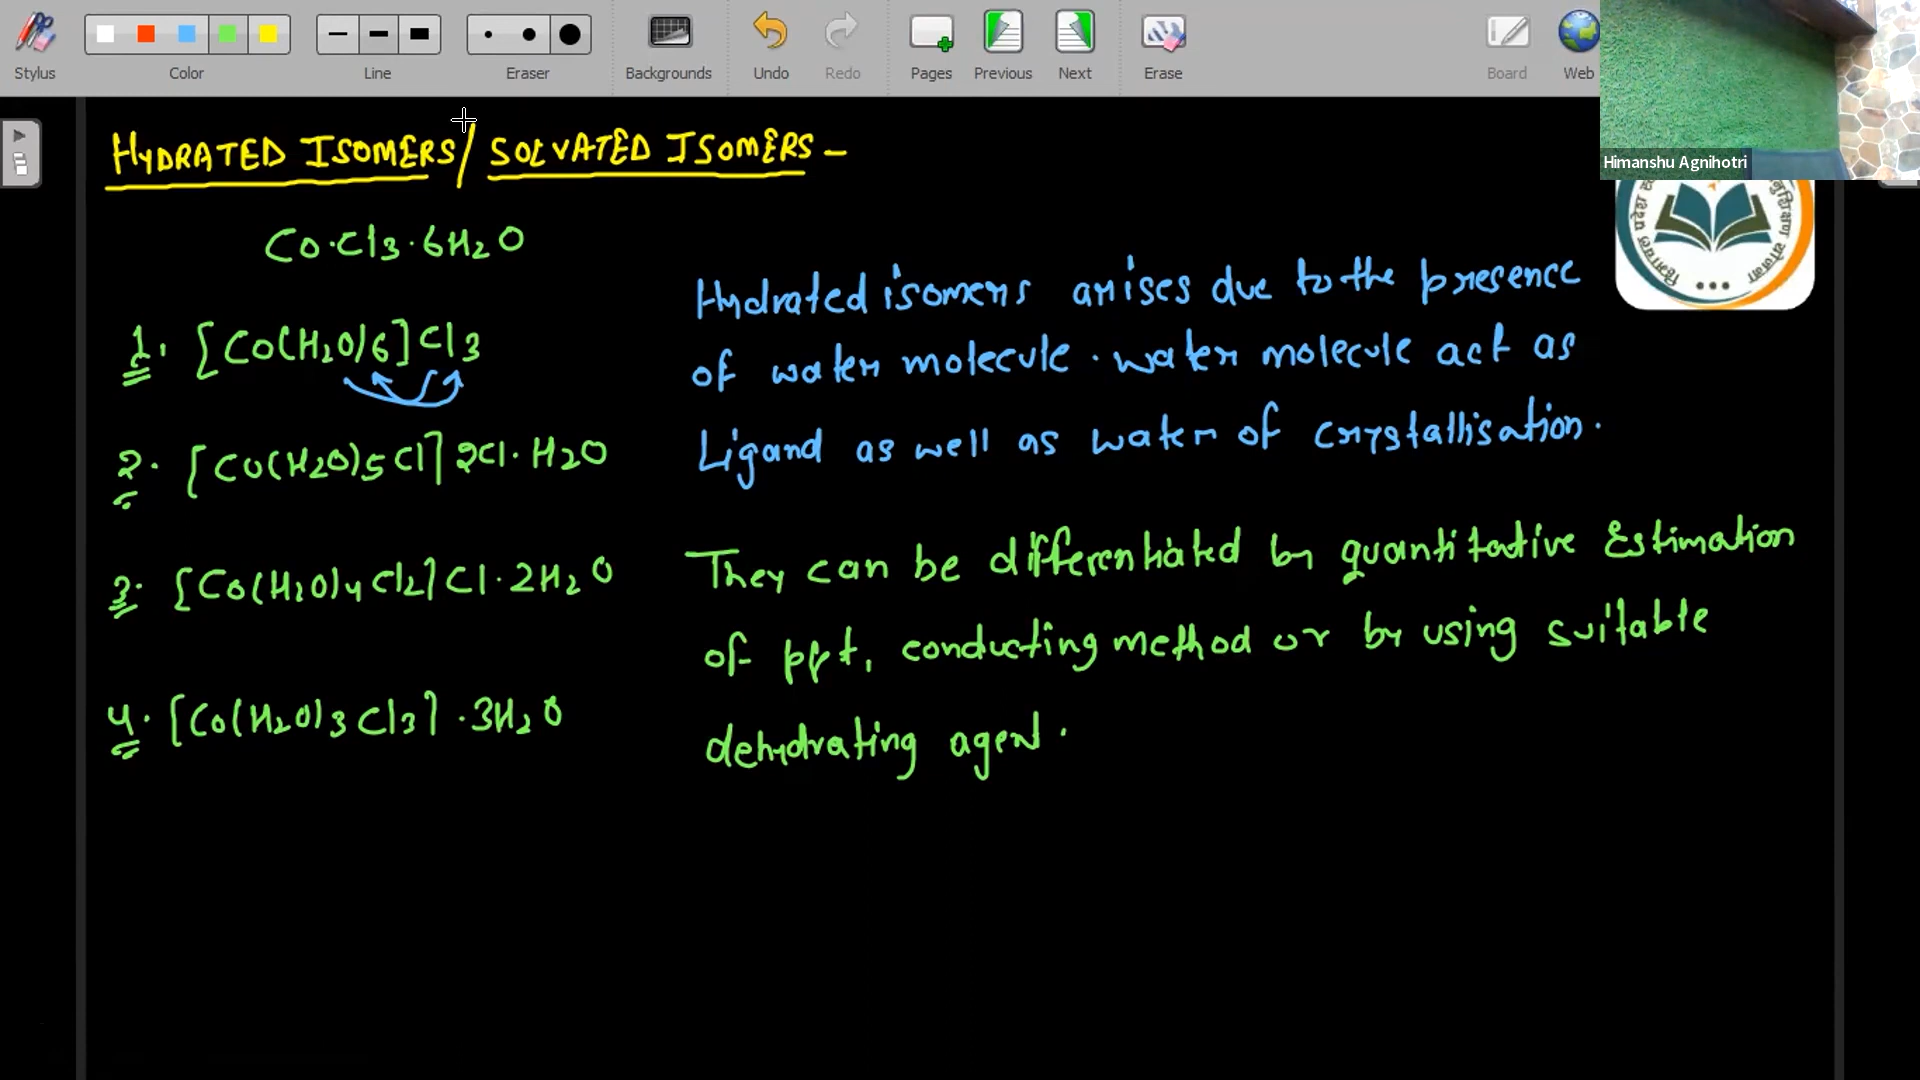 Stylus
Color
Line
Eraser
Backgrounds
Undo
Redo
Pages
Previous
Next
Erase
Board
Web
Himanshu Agnihotri
HYDRATED ISOMERS / SOLVATED ISOMERS -
Co.Cl3.6H2O
1. [Co(H2O)6]Cl3
2. [Co(H2O)5Cl]2Cl.H2O
3. [Co(H2O)4Cl2]Cl.2H2O
4. [Co(H2O)3Cl3].3H2O
Hydrated isomers arises due to the presence
of water molecule. water molecule act as
Ligand as well as water of crystallisation.
They can be differentiated by quantitative Estimation
of ppt, conducting method or by using suitable
dehydrating agent.